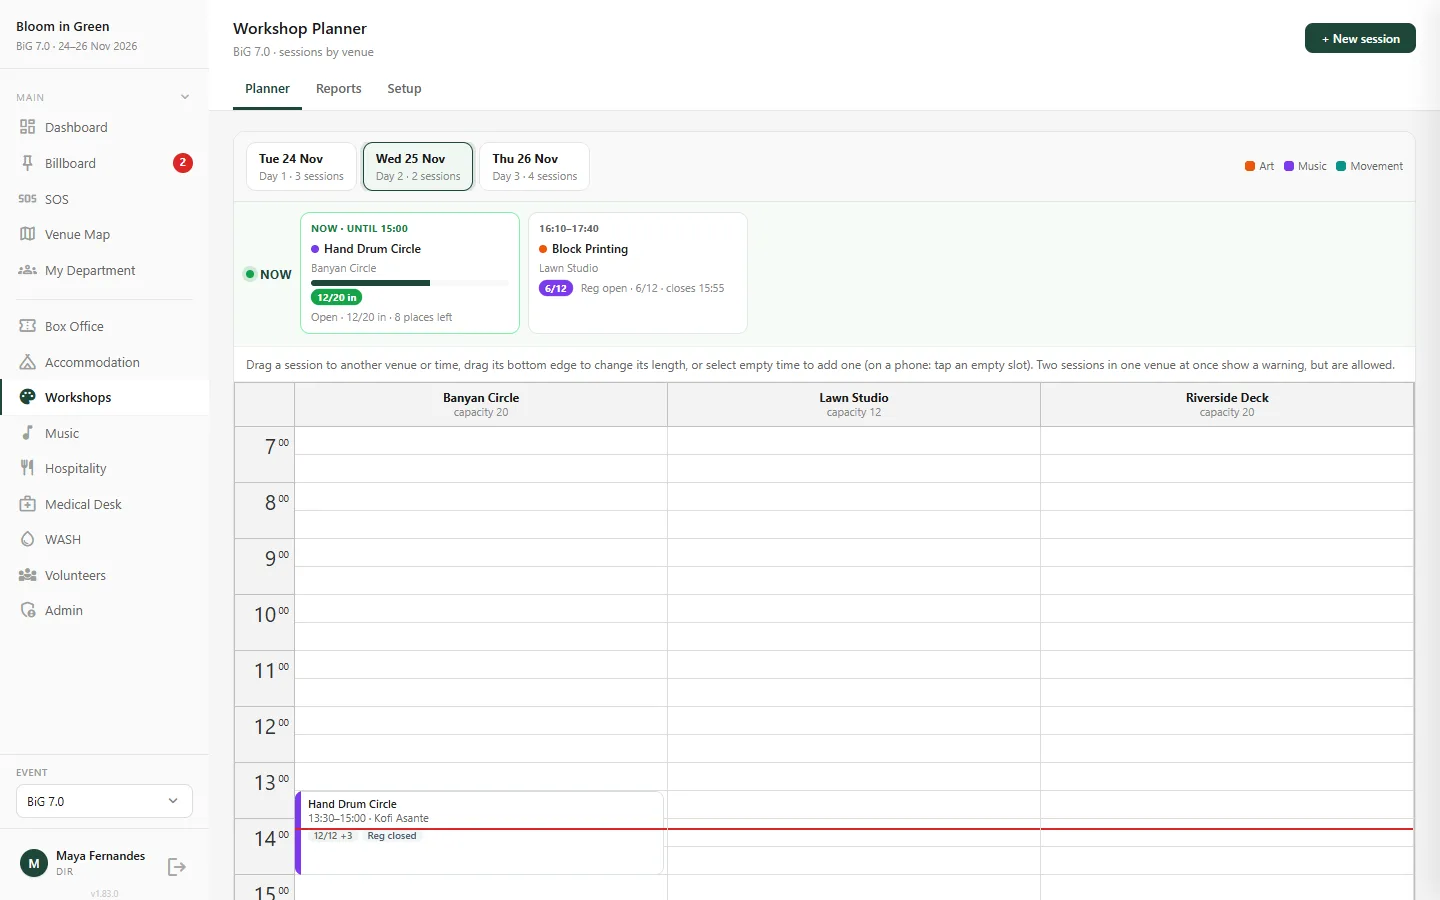 Bloom in Green
BiG 7.0 · 24–26 Nov 2026
MAIN
Dashboard
Billboard 2
SOS SOS
Venue Map
My Department
Box Office
Accommodation
Workshops
Music
Hospitality
Medical Desk
WASH
Volunteers
Admin
EVENT
BiG 7.0
M
Maya Fernandes
DIR
v1.83.0
Workshop Planner
BiG 7.0 · sessions by venue
+ New session
Planner Reports Setup
Tue 24 Nov
Day 1 · 3 sessions
Wed 25 Nov
Day 2 · 2 sessions
Thu 26 Nov
Day 3 · 4 sessions
Art Music Movement
NOW
NOW · UNTIL 15:00
Hand Drum Circle
Banyan Circle
12/20 in
Open · 12/20 in · 8 places left
16:10–17:40
Block Printing
Lawn Studio
6/12 Reg open · 6/12 · closes 15:55
Drag a session to another venue or time, drag its bottom edge to change its length, or select empty time to add one (on a phone: tap an empty slot). Two sessions in one venue at once show a warning, but are allowed.
Banyan Circle
capacity 20
Lawn Studio
capacity 12
Riverside Deck
capacity 20
7 00
8 00
9 00
10 00
11 00
12 00
13 00
Hand Drum Circle
13:30–15:00 · Kofi Asante
12/12 +3 Reg closed
14 00
15 00